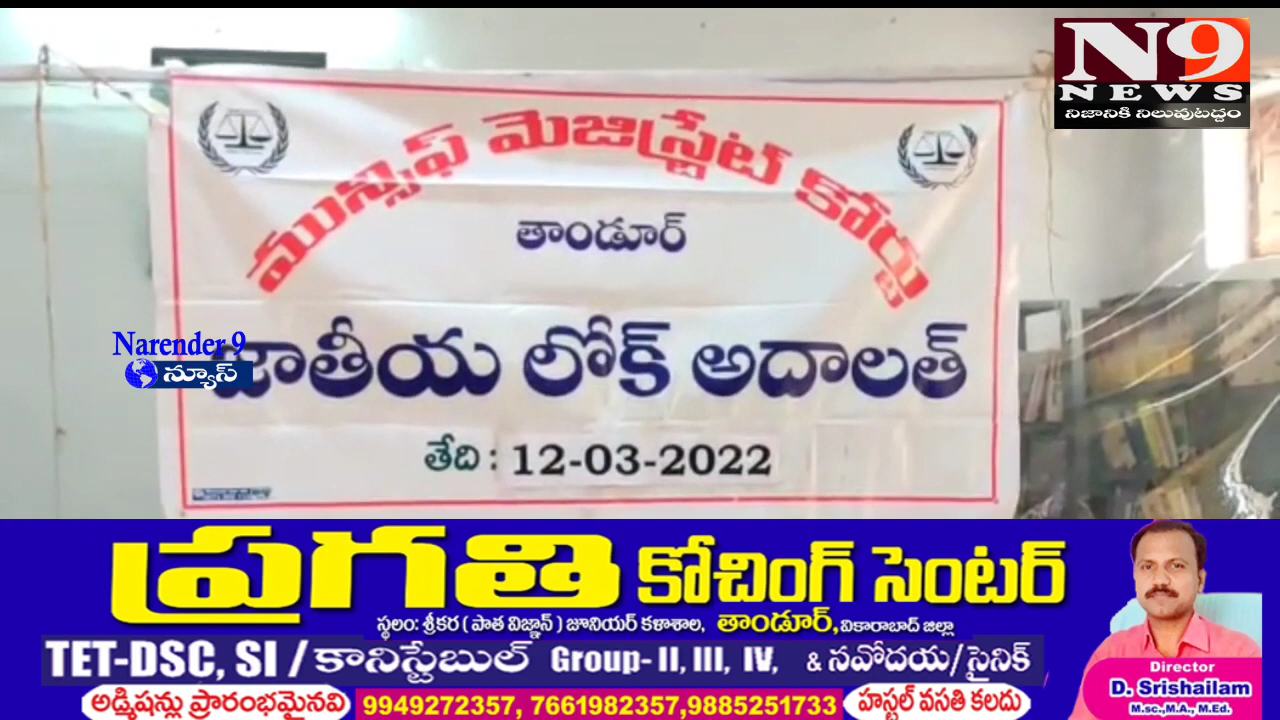 N9
NEWS
నిజానికి నిలువుటద్దం
మున్సిఫ్ మెజిస్ట్రేట్ కోర్టు
తాండూర్
Narender 9
న్యూస్
జాతీయ లోక్ అదాలత్
తేది : 12-03-2022
ప్రగతి కోచింగ్ సెంటర్
స్థలం: శ్రీకర ( పాత విజ్ఞాన్ ) జూనియర్ కళాశాల, తాండూర్, వికారాబాద్ జిల్లా
TET-DSC, SI / కానిస్టేబుల్ Group- II, III, IV, & నవోదయ/సైనిక్
అడ్మిషన్లు ప్రారంభమైనవి 9949272357, 7661982357,9885251733 హస్టల్ వసతి కలదు
Director
D. Srishailam
M.sc.,M.A., M.Ed.